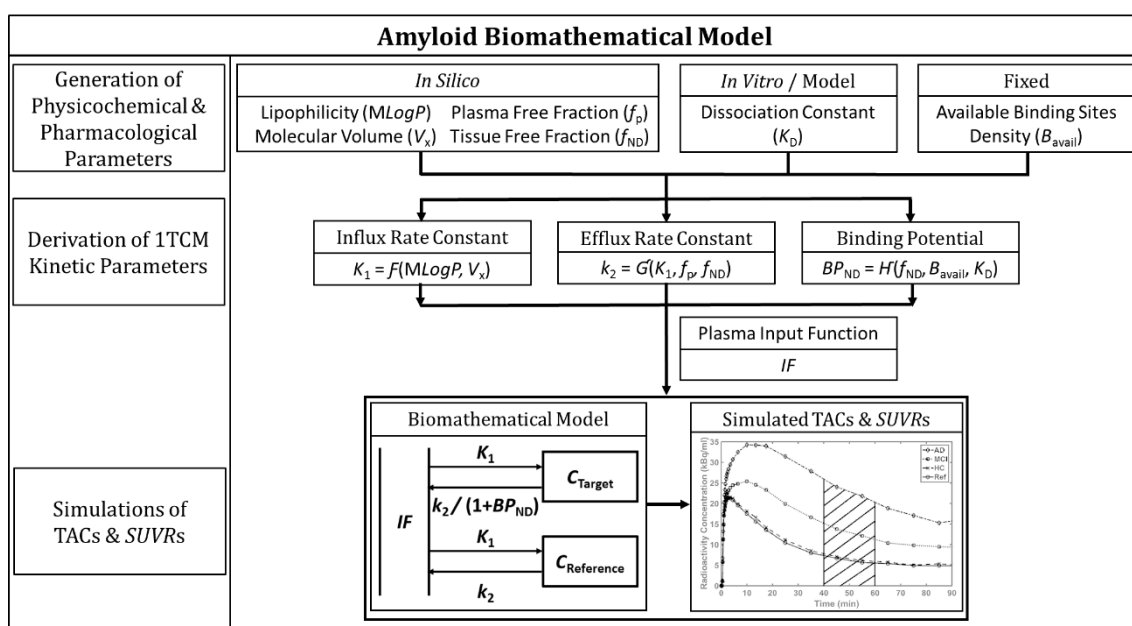 Amyloid Biomathematical Model
Generation of
Physicochemical &
Pharmacological
Parameters
In Silico
Lipophilicity (MLogP) Plasma Free Fraction (fp)
Molecular Volume (Vx) Tissue Free Fraction (fND)
In Vitro / Model
Dissociation Constant
(KD)
Fixed
Available Binding Sites
Density (Bavail)
Derivation of 1TCM
Kinetic Parameters
Influx Rate Constant
K1 = F(MLogP, Vx)
Efflux Rate Constant
k2 = G(K1, fp, fND)
Binding Potential
BPND = H(fND, Bavail, KD)
Plasma Input Function
IF
Simulations of
TACs & SUVRs
Biomathematical Model
IF
K1
CTarget
k2 / (1+BPND)
K1
CReference
k2
Simulated TACs & SUVRs
Radioactivity Concentration (kBq/ml)
35
30
25
20
15
10
5
0
0 10 20 30 40 50 60 70 80 90
Time (min)
AD
MCI
HC
Ref